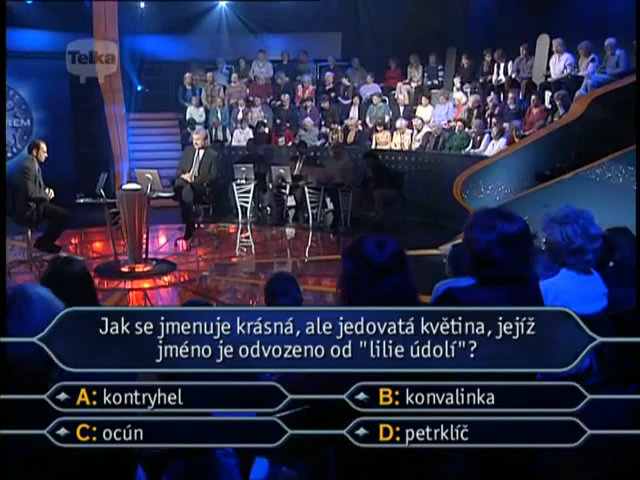 Telka
Jak se jmenuje krásná, ale jedovatá květina, jejíž
jméno je odvozeno od "lilie údolí"?
A: kontryhel
B: konvalinka
C: ocún
D: petrklíč